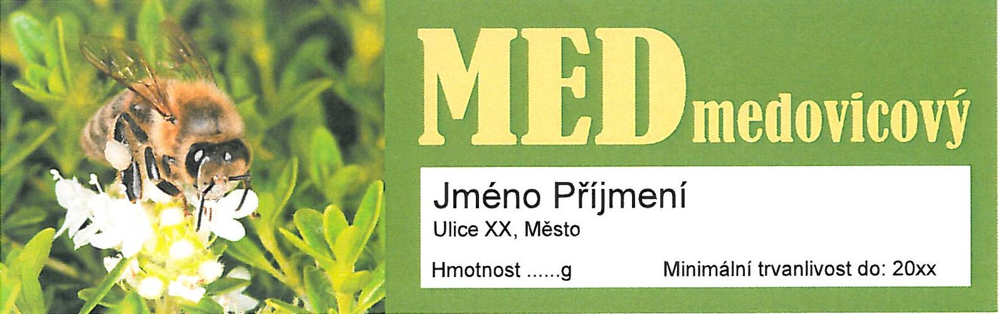 MED medovicový
Jméno Příjmení
Ulice XX, Město
Hmotnost ......g
Minimální trvanlivost do: 20xx